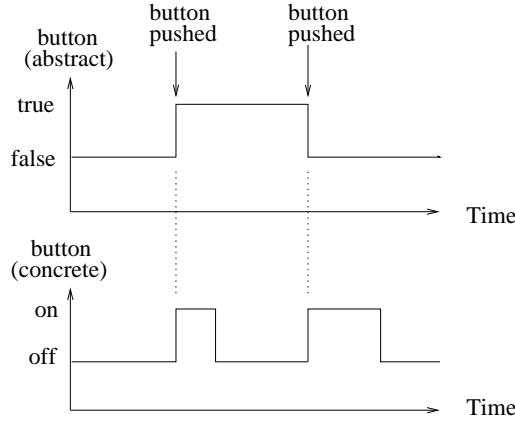 button
pushed
button
pushed
button
(abstract)
true
false
Time
button
(concrete)
on
off
Time